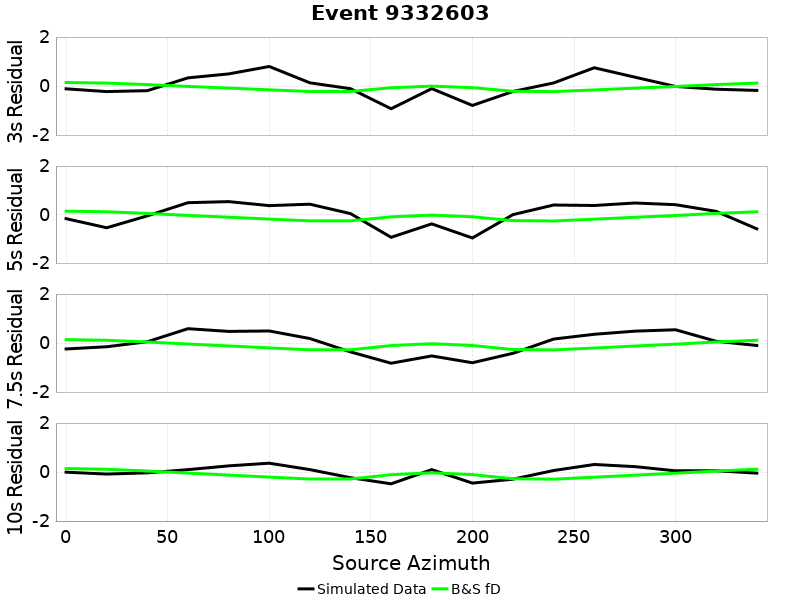 Event 9332603
3s Residual
2
0
-2
5s Residual
2
0
-2
7.5s Residual
2
0
-2
10s Residual
2
0
-2
0 50 100 150 200 250 300
Source Azimuth
Simulated Data B&S fD